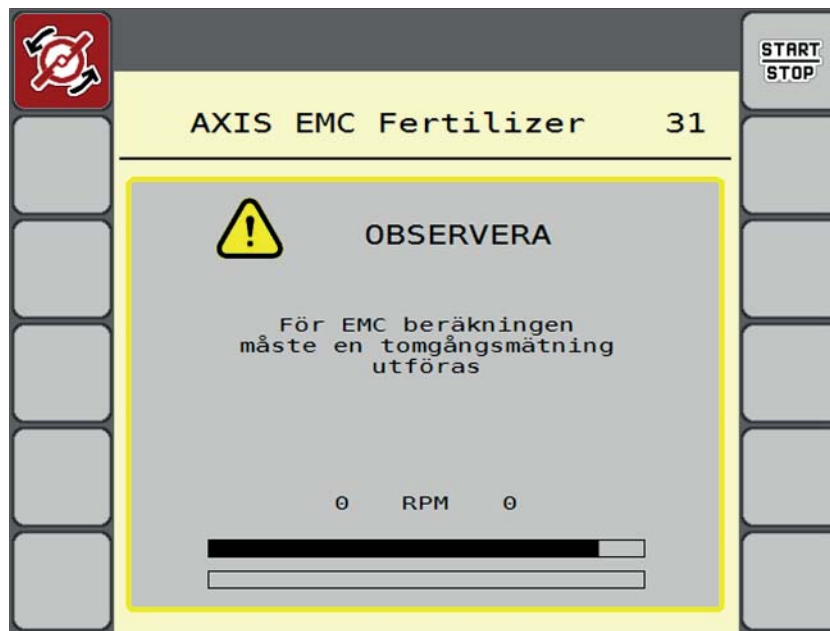 START
STOP
AXIS EMC Fertilizer 31
OBSERVERA
För EMC beräkningen
måste en tomgångsmätning
utföras
0 RPM 0